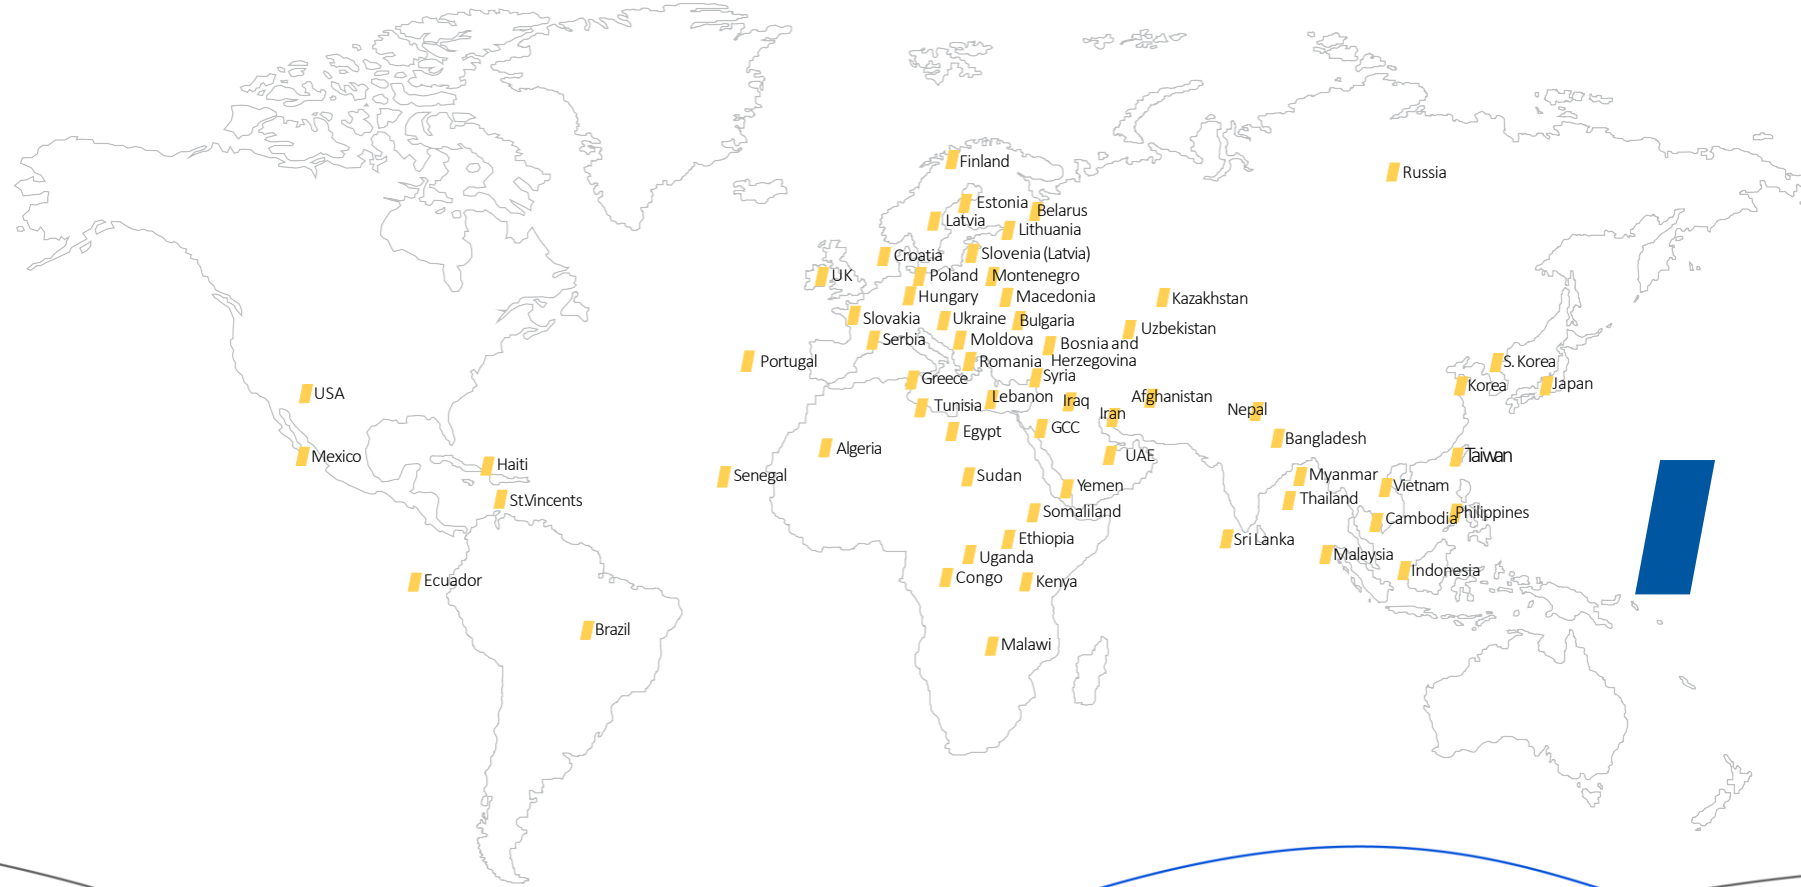 Finland
Russia
Estonia
Belarus
Latvia
Lithuania
Croatia
Slovenia (Latvia)
UK
Poland
Montenegro
Hungary
Macedonia
Kazakhstan
Slovakia
Ukraine
Bulgaria
Uzbekistan
Serbia
Moldova
Bosnia and
Herzegovina
Portugal
Romania
S. Korea
Greece
Syria
Korea
Japan
USA
Lebanon
Iraq
Afghanistan
Tunisia
Iran
Nepal
Egypt
GCC
Bangladesh
Algeria
UAE
Taiwan
Mexico
Haiti
Senegal
Sudan
Myanmar
Yemen
Vietnam
St.Vincents
Thailand
Somaliland
Cambodia
Philippines
Ethiopia
Sri Lanka
Uganda
Malaysia
Congo
Kenya
Indonesia
Ecuador
Brazil
Malawi